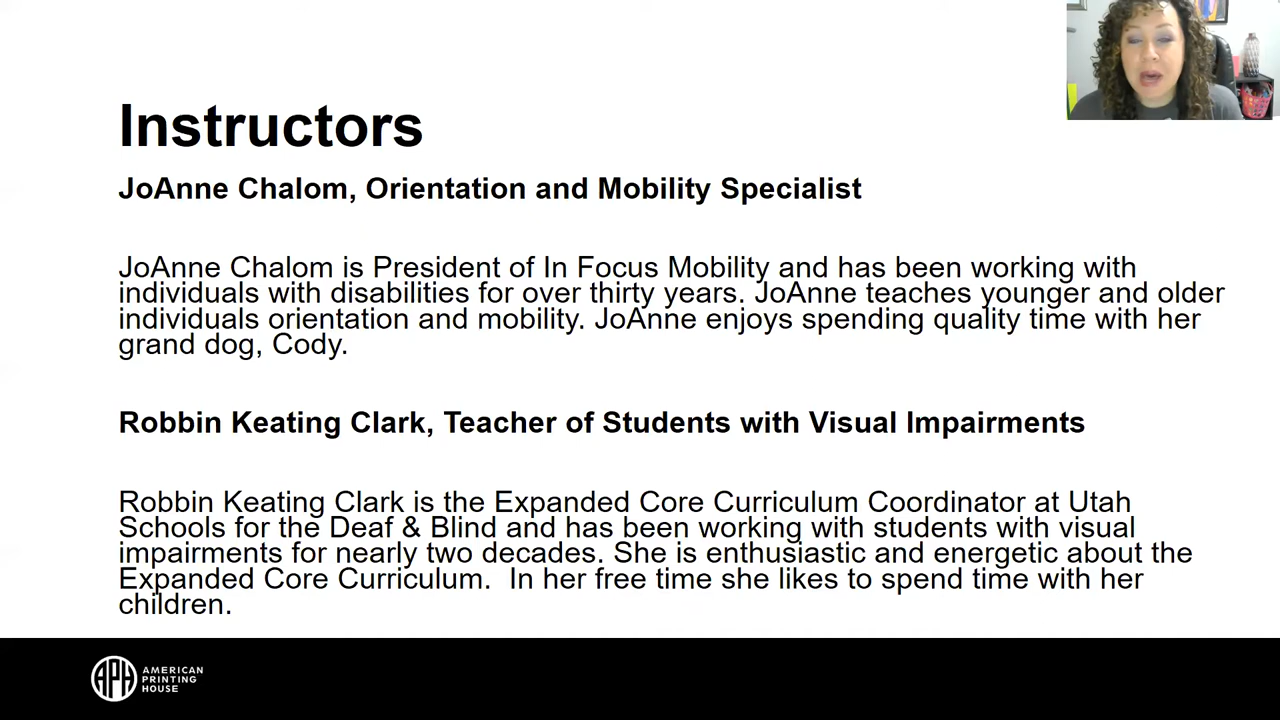 Instructors
JoAnne Chalom, Orientation and Mobility Specialist
JoAnne Chalom is President of In Focus Mobility and has been working with
individuals with disabilities for over thirty years. JoAnne teaches younger and older
individuals orientation and mobility. JoAnne enjoys spending quality time with her
grand dog, Cody.
Robbin Keating Clark, Teacher of Students with Visual Impairments
Robbin Keating Clark is the Expanded Core Curriculum Coordinator at Utah
Schools for the Deaf & Blind and has been working with students with visual
impairments for nearly two decades. She is enthusiastic and energetic about the
Expanded Core Curriculum.  In her free time she likes to spend time with her
children.
APH
AMERICAN
PRINTING
HOUSE